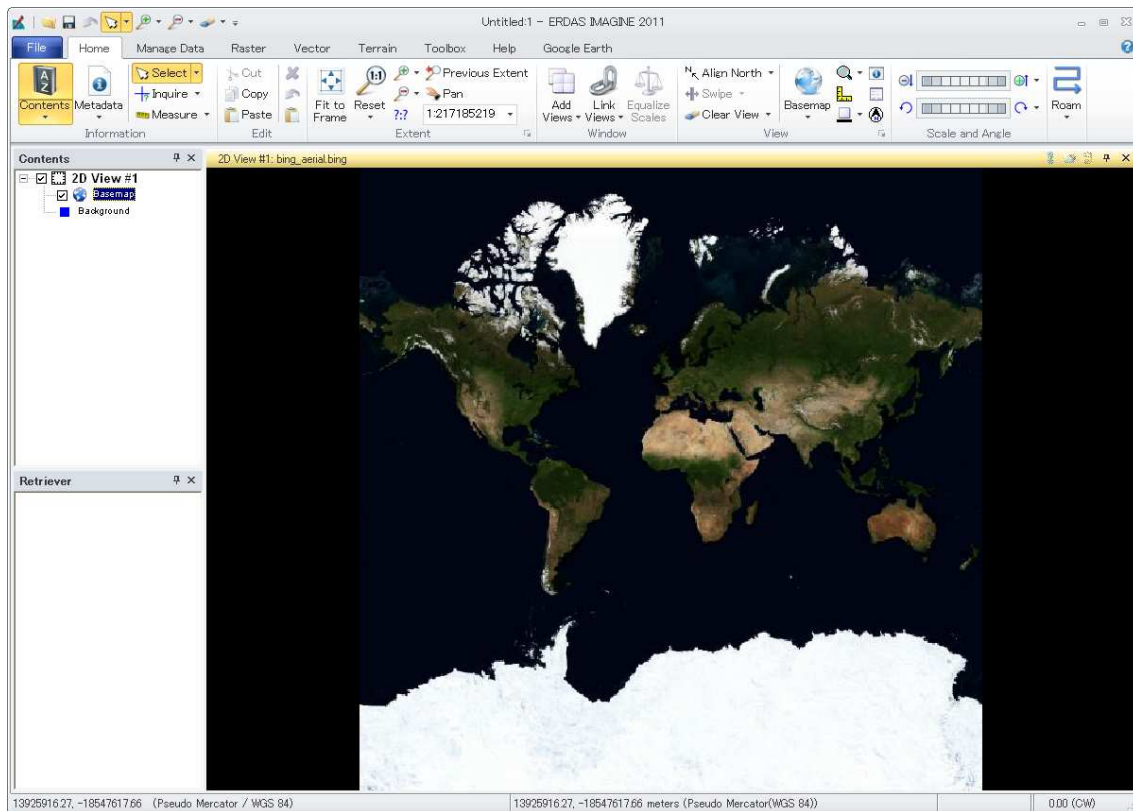 Untitled:1 - ERDAS IMAGINE 2011
File Home Manage Data Raster Vector Terrain Toolbox Help Google Earth
Contents
Metadata
Select
Inquire
Measure
Information
Cut
Copy
Paste
Edit
Fit to Frame
1:1
Reset
?:?
Previous Extent
Pan
1:217185219
Extent
Add Views
Link Views
Equalize Scales
Window
N Align North
Swipe
Clear View
Basemap
View
Scale and Angle
Roam
Contents
2D View #1
Basemap
Background
Retriever
2D View #1: bing_aerial.bing
13925916.27, -18547617.66 (Pseudo Mercator / WGS 84)
13925916.27, -18547617.66 meters (Pseudo Mercator(WGS 84))
0.00 (CW)